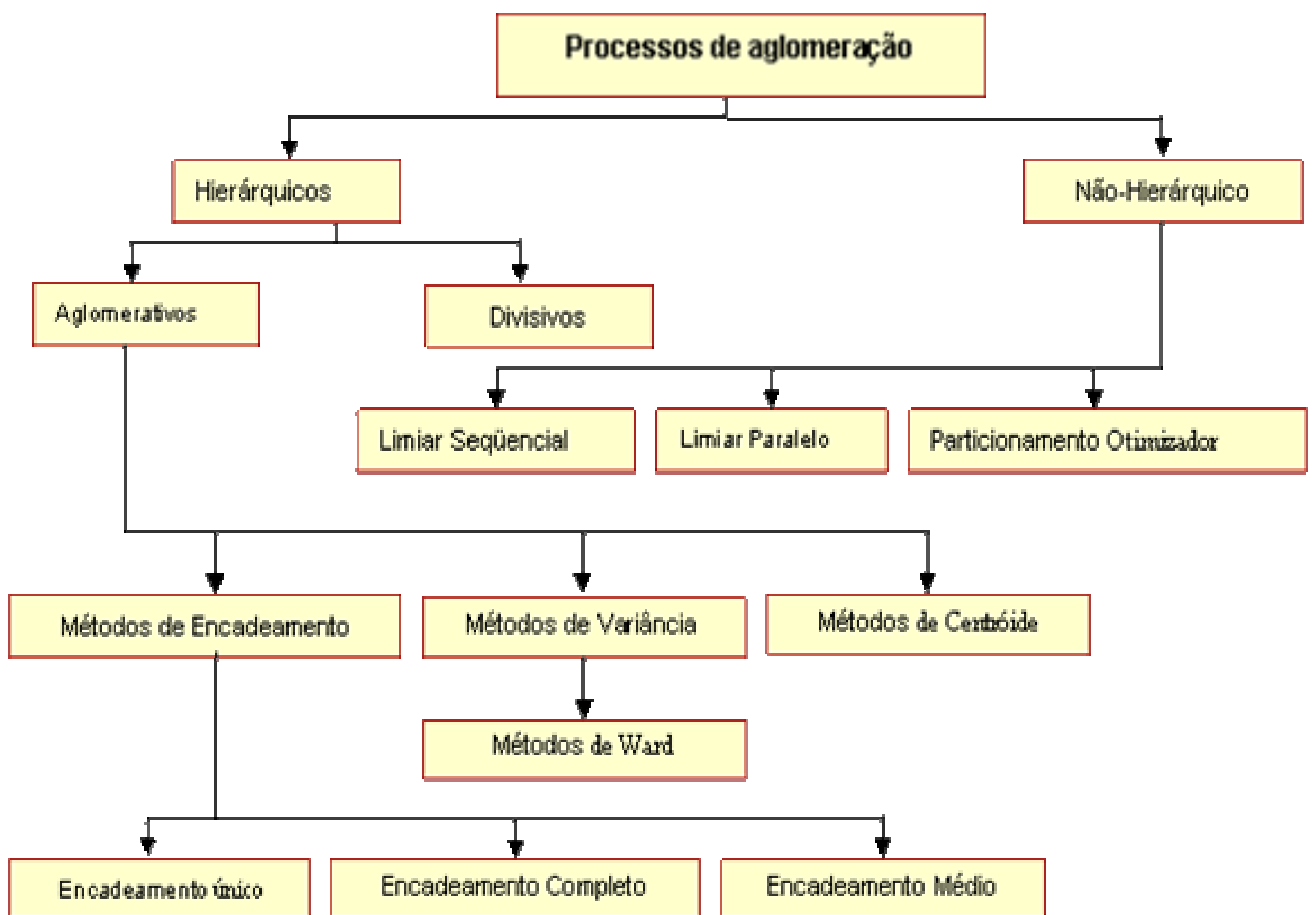 Processos de aglomeração
Hierárquicos
Não-Hierárquico
Aglomerativos
Divisivos
Limiar Seqüencial
Limiar Paralelo
Particionamento Otimizador
Métodos de Encadeamento
Métodos de Variância
Métodos de Centróide
Métodos de Ward
Encadeamento único
Encadeamento Completo
Encadeamento Médio